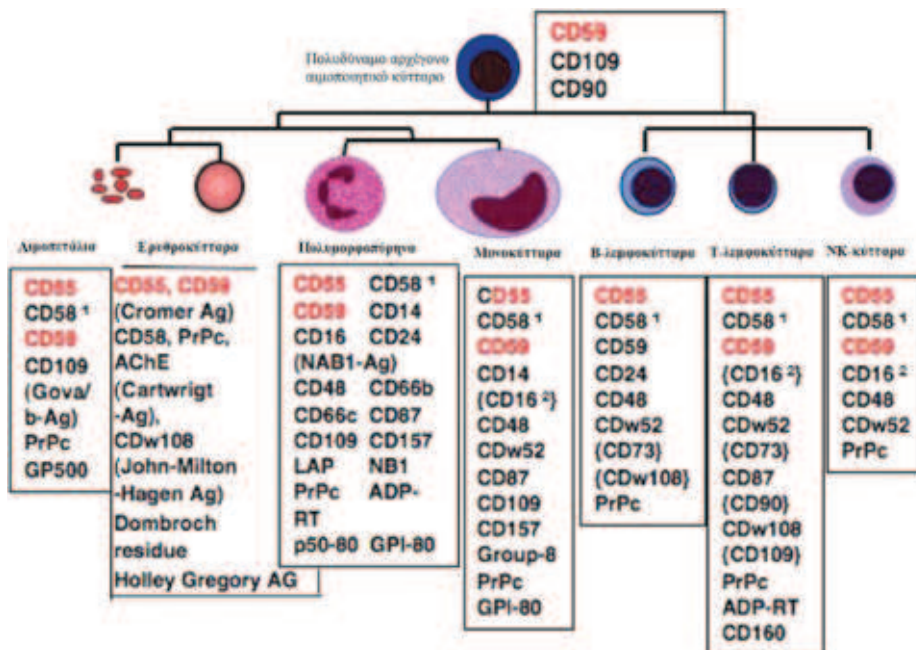 Πολυδύναμο αρχέγονο
αιμοποιητικό κύτταρο
CD59
CD109
CD90
Αιμοπετάλια
CD55
CD58 ¹
CD59
CD109
(Gova/
b-Ag)
PrPc
GP500
Ερυθροκύτταρα
CD55, CD59
(Cromer Ag)
CD58, PrPc,
AChE
(Cartwrigt
-Ag),
CDw108
(John-Milton
-Hagen Ag)
Dombroch
residue
Holley Gregory AG
Πολυμορφοπύρηνα
CD55 CD58 ¹
CD59 CD14
CD16 CD24
(NAB1-Ag)
CD48 CD66b
CD66c CD87
CD109 CD157
LAP NB1
PrPc ADP-
RT
p50-80 GPI-80
Μονοκύτταρα
CD55
CD58 ¹
CD59
CD14
{CD16 ²}
CD48
CDw52
CD87
CD109
CD157
Group-8
PrPc
GPI-80
Β-λεμφοκύτταρα
CD55
CD58 ¹
CD59
CD24
CD48
CDw52
{CD73}
{CDw108}
PrPc
Τ-λεμφοκύτταρα
CD55
CD58 ¹
CD59
{CD16 ²}
CD48
CDw52
{CD73}
CD87
{CD90}
CDw108
{CD109}
PrPc
ADP-RT
CD160
ΝΚ-κύτταρα
CD55
CD58 ¹
CD59
CD16 ²
CD48
CDw52
PrPc